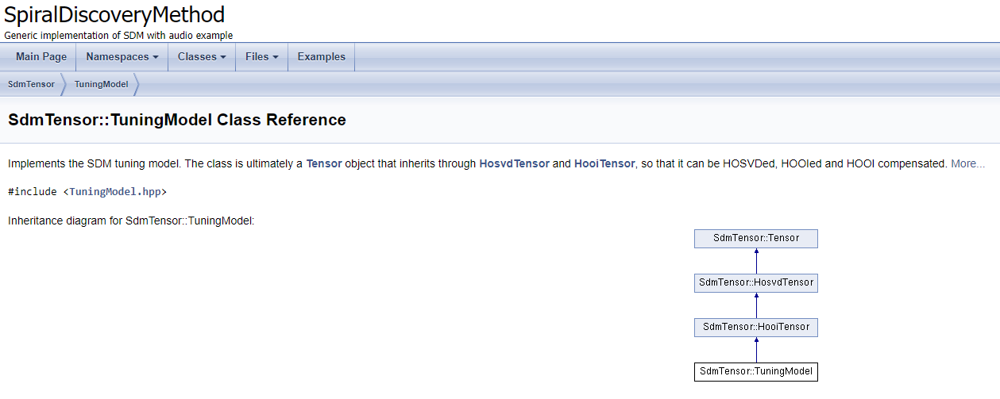 SpiralDiscoveryMethod
Generic implementation of SDM with audio example
Main Page Namespaces Classes Files Examples
SdmTensor TuningModel
SdmTensor::TuningModel Class Reference
Implements the SDM tuning model. The class is ultimately a Tensor object that inherits through HosvdTensor and HooiTensor, so that it can be HOSVDed, HOOIed and HOOI compensated. More...
#include <TuningModel.hpp>
Inheritance diagram for SdmTensor::TuningModel:
SdmTensor::Tensor
SdmTensor::HosvdTensor
SdmTensor::HooiTensor
SdmTensor::TuningModel